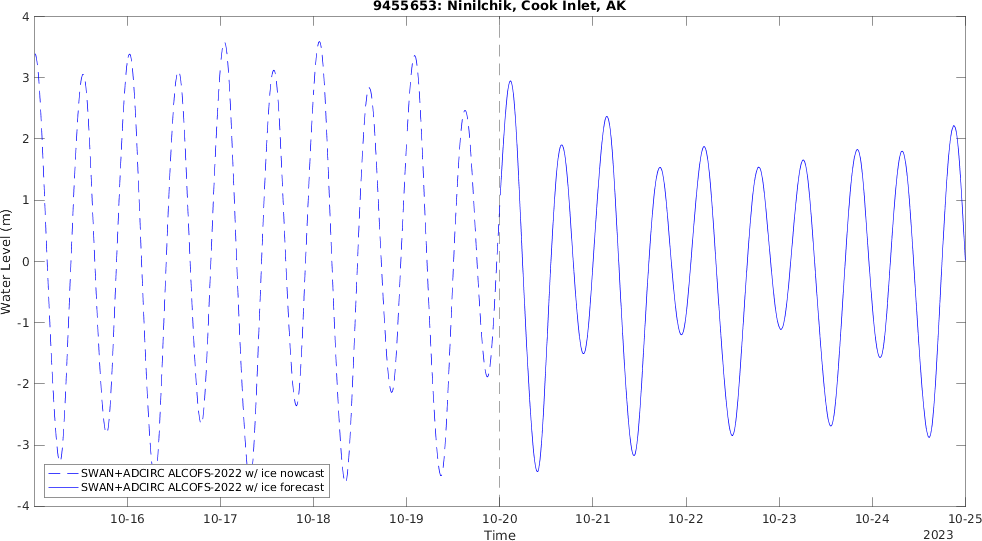 9455653: Ninilchik, Cook Inlet, AK
Water Level (m)
4
3
2
1
0
-1
-2
-3
-4
SWAN+ADCIRC ALCOFS-2022 w/ ice nowcast
SWAN+ADCIRC ALCOFS-2022 w/ ice forecast
10-16 10-17 10-18 10-19 10-20 10-21 10-22 10-23 10-24 10-25
Time
2023